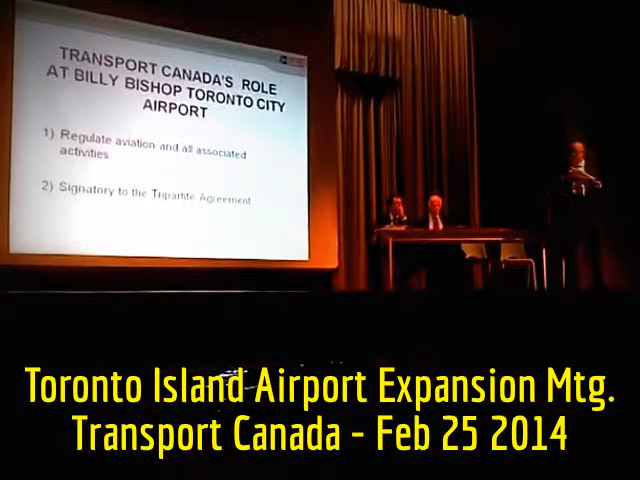 TRANSPORT CANADA'S ROLE
AT BILLY BISHOP TORONTO CITY
AIRPORT
1) Regulate aviation and all associated
activities.
2) Signatory to the Tripartite Agreement
Toronto Island Airport Expansion Mtg.
Transport Canada - Feb 25 2014